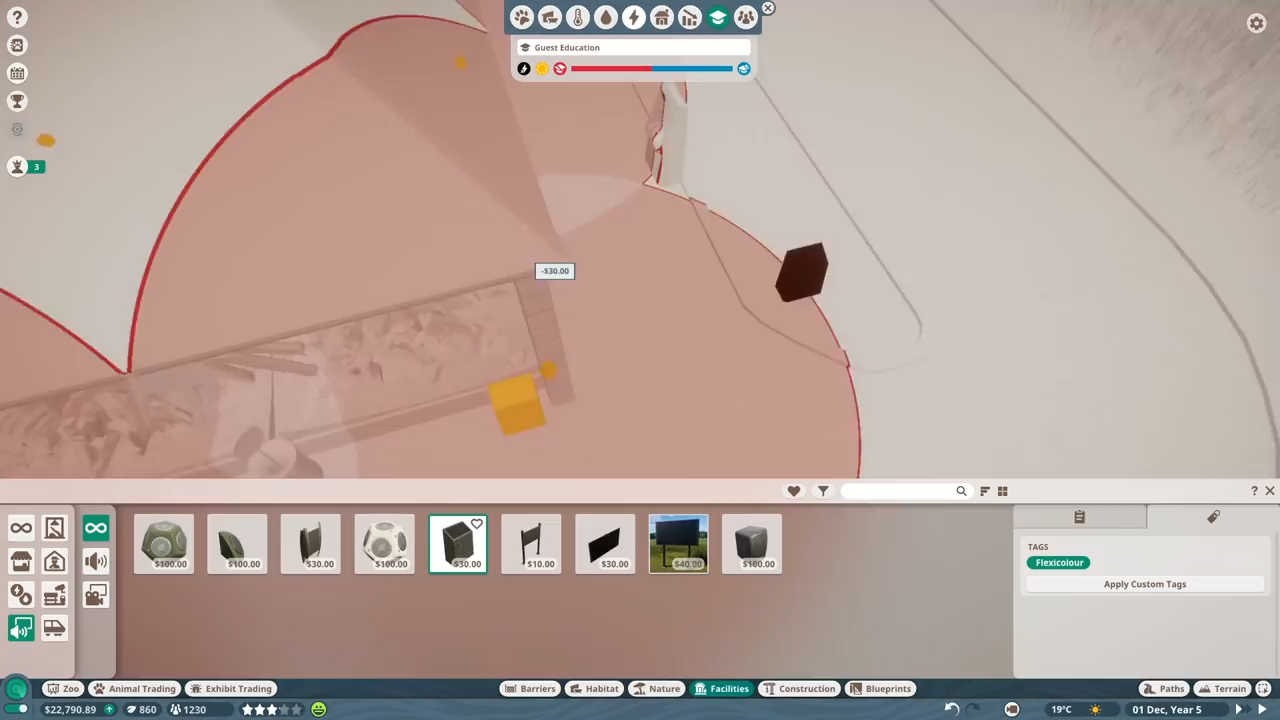 ?
Guest Education
3
-$30.00
? 
$100.00 $100.00 $30.00 $100.00 $30.00 $10.00 $30.00 $40.00 $100.00
TAGS
Flexicolour
Apply Custom Tags
Zoo Animal Trading Exhibit Trading Barriers Habitat Nature Facilities Construction Blueprints Paths Terrain
$22,790.89 860 1230 19°C 01 Dec, Year 5